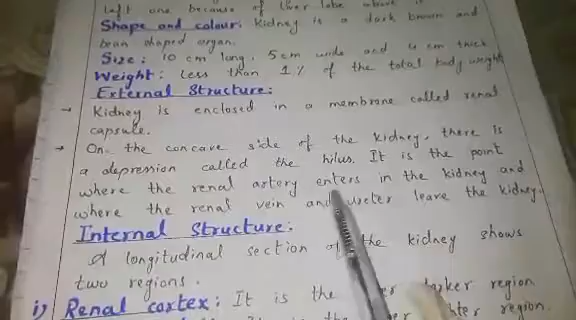 left one because of liver lobe above
Shape and colour: Kidney is a dark brown and
bean shaped organ.
Size: 10 cm long, 5 cm wide and 4 cm thick
Weight: Less than 1% of the total body weight
External Structure:
→ Kidney is enclosed in a membrane called renal
capsule.
→ On the concave side of the kidney, there is
a depression called the hilus. It is the point
where the renal artery enters in the kidney and
where the renal vein and ureter leave the kidney.
Internal Structure:
A longitudinal section of the kidney shows
two regions.
i) Renal cortex: It is the darker region
region.